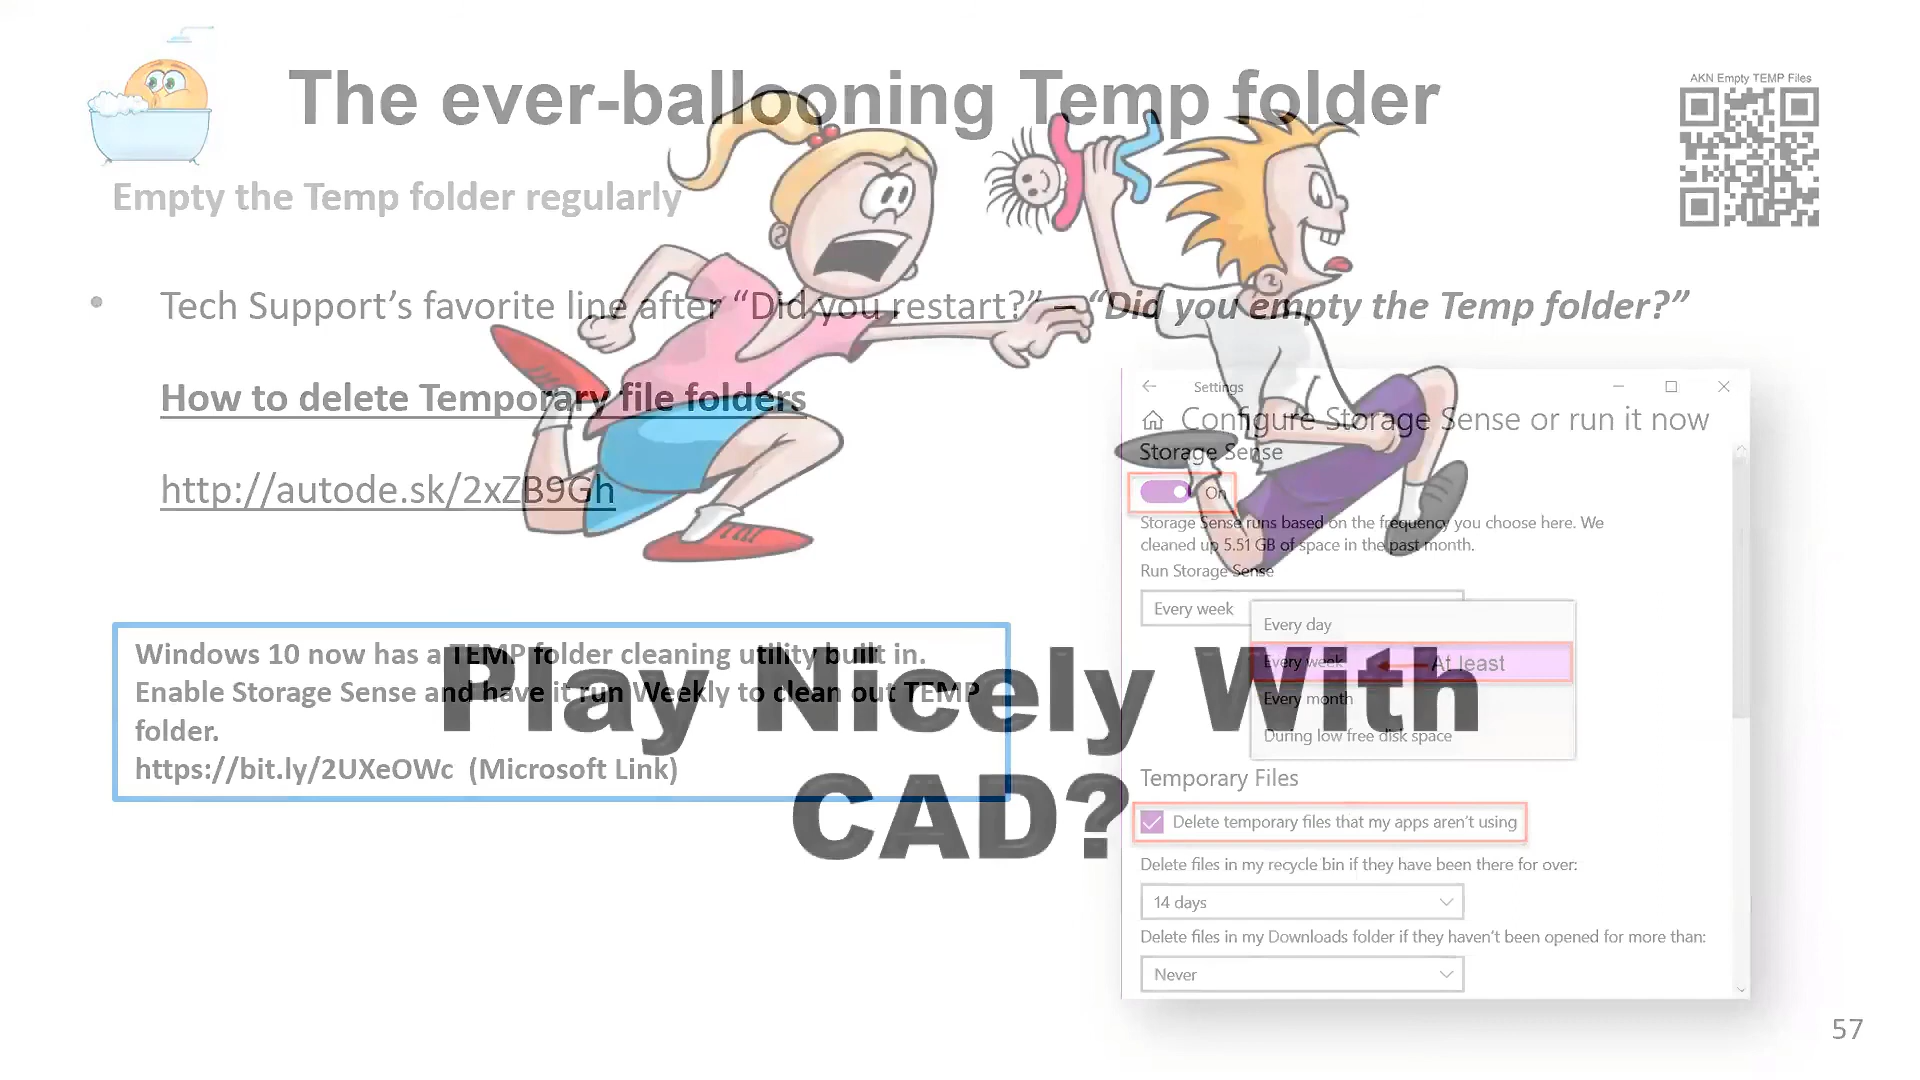 The ever-ballooning Temp folder
AKN Empty TEMP Files
Empty the Temp folder regularly
• Tech Support’s favorite line after “Did you restart?” – “Did you empty the Temp folder?”
How to delete Temporary file folders
http://autode.sk/2xZB9Gh
Windows 10 now has a TEMP folder cleaning utility built in.
Enable Storage Sense and have it run Weekly to clean out TEMP
folder.
https://bit.ly/2UXeOWc (Microsoft Link)
Play Nicely With
CAD?
Settings
Configure Storage Sense or run it now
Storage Sense
On
Storage Sense runs based on the frequency you choose here. We
cleaned up 5.51 GB of space in the past month.
Run Storage Sense
Every week
Every day
Every week At least
Every month
During low free disk space
Temporary Files
Delete temporary files that my apps aren't using
Delete files in my recycle bin if they have been there for over:
14 days
Delete files in my Downloads folder if they haven't been opened for more than:
Never
57